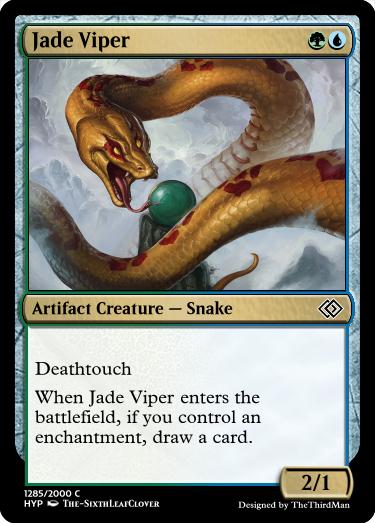 Jade Viper
Artifact Creature — Snake
Deathtouch
When Jade Viper enters the
battlefield, if you control an
enchantment, draw a card.
2/1
1285/2000 C
HYP The-SixthLeafClover
Designed by TheThirdMan